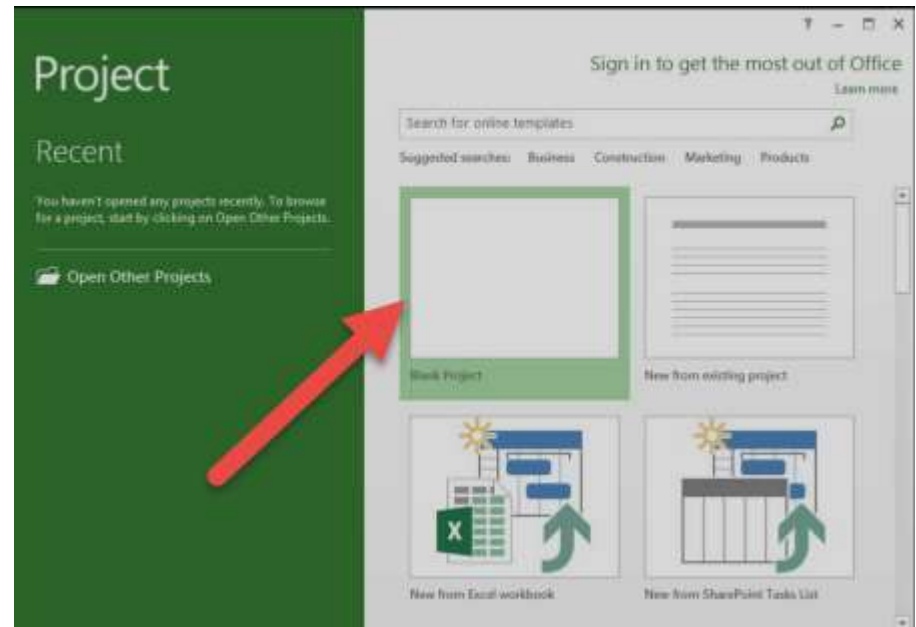 Project
Recent
You haven't opened any projects recently. To browse
for a project, start by clicking on Open Other Projects.
Open Other Projects
? – X
Sign in to get the most out of Office
Learn more
Search for online templates
Suggested searches: Business Construction Marketing Products
Blank Project
New from existing project
X
New from Excel workbook
New from SharePoint Tasks List